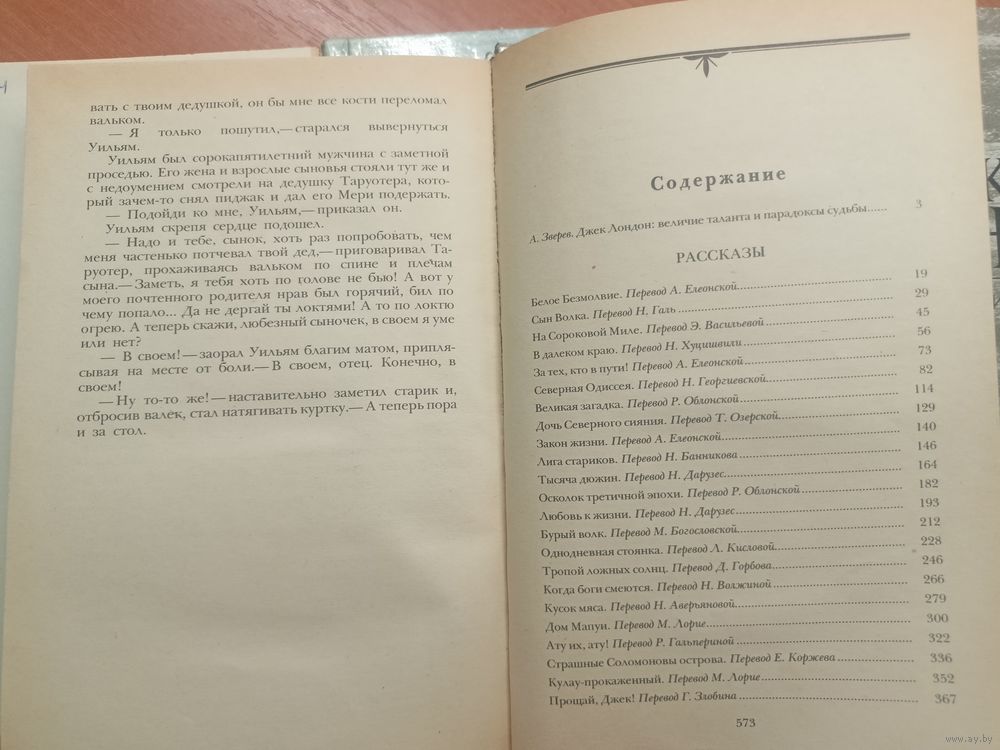 вать с твоим дедушкой, он бы мне все кости переломал
вальком.
— Я только пошутил,— старался вывернуться
Уильям.
Уильям был сорокапятилетний мужчина с заметной
проседью. Его жена и взрослые сыновья стояли тут же и
с недоумением смотрели на дедушку Таруотера, кото-
рый зачем-то снял пиджак и дал его Мери подержать.
— Подойди ко мне, Уильям,— приказал он.
Уильям скрепя сердце подошел.
— Надо и тебе, сынок, хоть раз попробовать, чем
меня частенько потчевал твой дед,— приговаривал Та-
руотер, прохаживаясь вальком по спине и плечам
сына.— Заметь, я тебя хоть по голове не бью! А вот у
моего почтенного родителя нрав был горячий, бил по
чему попало... Да не дергай ты локтями! А то по локтю
огрею. А теперь скажи, любезный сыночек, в своем я уме
или нет?
— В своем! — заорал Уильям благим матом, припля-
сывая на месте от боли.— В своем, отец. Конечно, в
своем!
— Ну то-то же! — наставительно заметил старик и,
отбросив валек, стал натягивать куртку.— А теперь пора
и за стол.
Содержание
А. Зверев. Джек Лондон: величие таланта и парадоксы судьбы...... 3
РАССКАЗЫ
Белое Безмолвие. Перевод А. Елеонской 19
Сын Волка. Перевод Н. Галь 29
На Сороковой Миле. Перевод Э. Васильевой 45
В далеком краю. Перевод Н. Хуцишвили 56
За тех, кто в пути! Перевод А. Елеонской 73
Северная Одиссея. Перевод Н. Георгиевской 82
Великая загадка. Перевод Р. Облонской 114
Дочь Северного сияния. Перевод Т. Озерской 129
Закон жизни. Перевод А. Елеонской 140
Лига стариков. Перевод Н. Банникова 146
Тысяча дюжин. Перевод Н. Дарузес 164
Осколок третичной эпохи. Перевод Р. Облонской 182
Любовь к жизни. Перевод Н. Дарузес 193
Бурый волк. Перевод М. Богословской 212
Однодневная стоянка. Перевод Л. Кисловой 228
Тропой ложных солнц. Перевод Д. Горбова 246
Когда боги смеются. Перевод Н. Волжиной 266
Кусок мяса. Перевод Н. Аверьяновой 279
Дом Мапуи. Перевод М. Лорие 300
Ату их, ату! Перевод Р. Гальпериной 322
Страшные Соломоновы острова. Перевод Е. Коржева 336
Кулау-прокаженный. Перевод М. Лорие 352
Прощай, Джек! Перевод Г. Злобина 367
573
www.ay.by